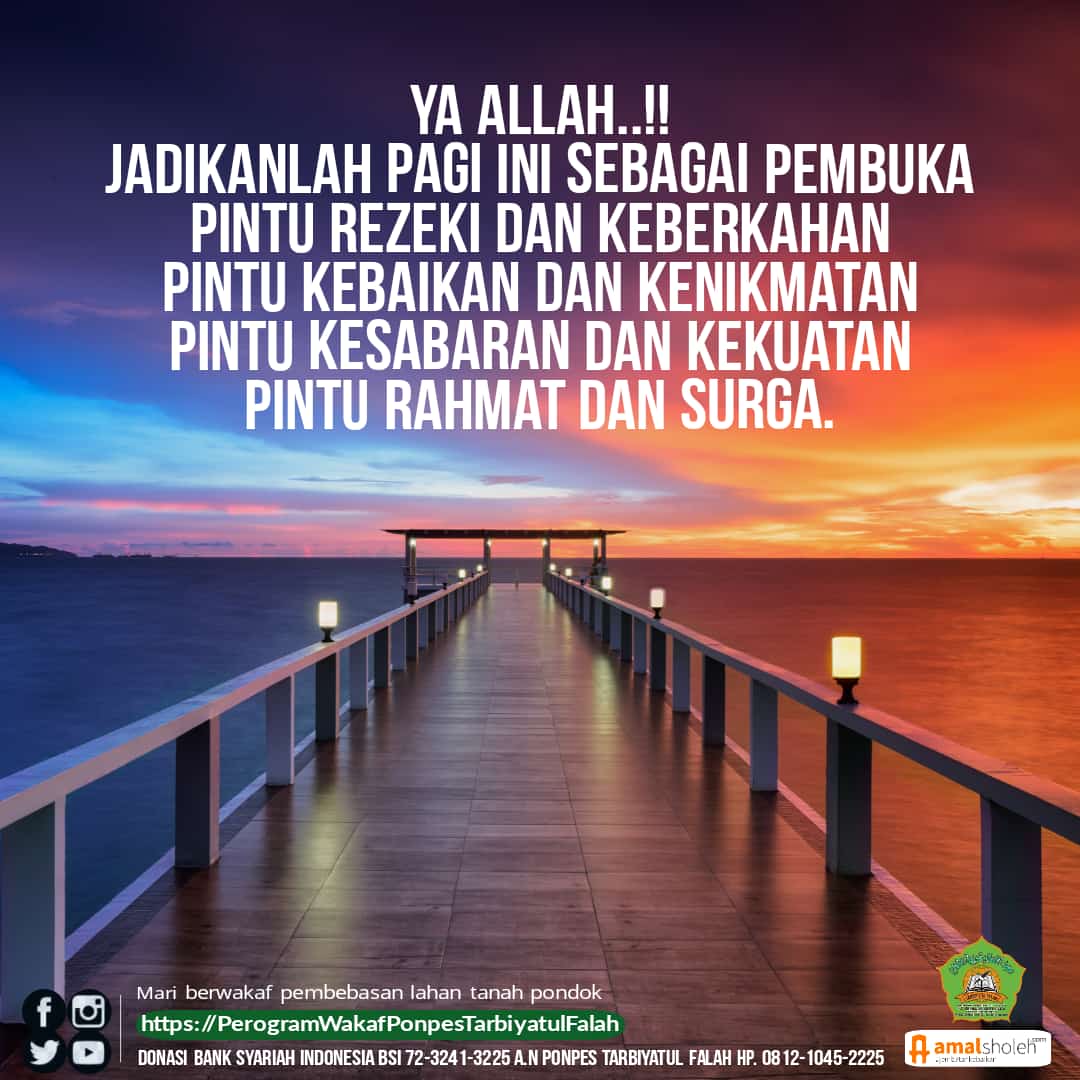 YA ALLAH..!!
JADIKANLAH PAGI INI SEBAGAI PEMBUKA
PINTU REZEKI DAN KEBERKAHAN
PINTU KEBAIKAN DAN KENIKMATAN
PINTU KESABARAN DAN KEKUATAN
PINTU RAHMAT DAN SURGA.
Mari berwakaf pembebasan lahan tanah pondok
https://PerogramWakafPonpesTarbiyatulFalah
DONASI BANK SYARIAH INDONESIA BSI 72-3241-3225 A.N PONPES TARBIYATUL FALAH HP. 0812-1045-2225
amalsholeh.com